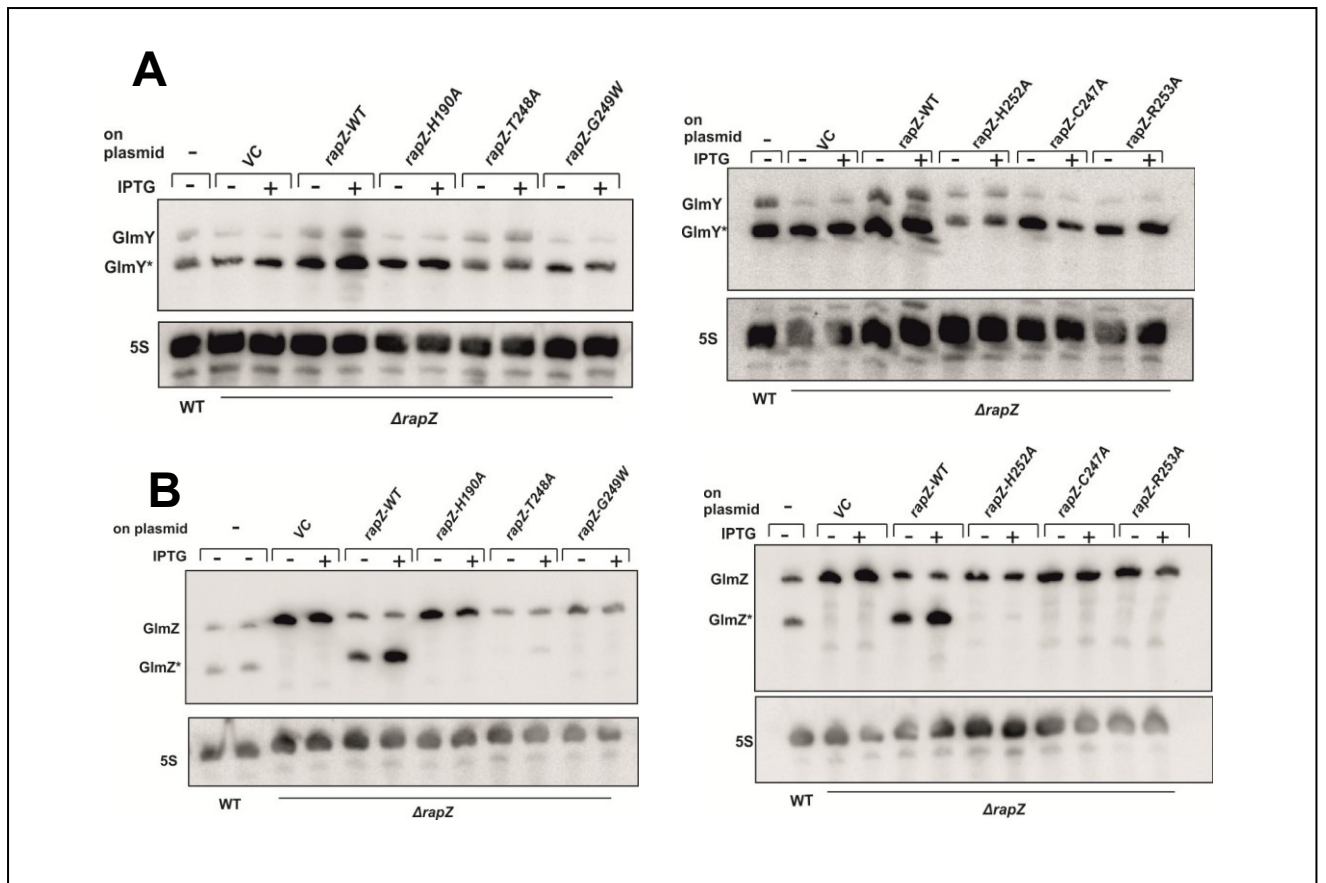 A
on
plasmid
- VC rapZ-WT rapZ-H190A rapZ-T248A rapZ-G249W
IPTG - - + - + - + - + - +
GlmY
GlmY*
5S
WT
ΔrapZ
on
plasmid
- VC rapZ-WT rapZ-H252A rapZ-C247A rapZ-R253A
IPTG - - + - + - + - + - +
GlmY
GlmY*
5S
WT
ΔrapZ
B
on plasmid - VC rapZ-WT rapZ-H190A rapZ-T248A rapZ-G249W
IPTG - - - + - + - + - + - +
GlmZ
GlmZ*
5S
WT
ΔrapZ
on
plasmid
- VC rapZ-WT rapZ-H252A rapZ-C247A rapZ-R253A
IPTG - - + - + - + - + - +
GlmZ
GlmZ*
5S
WT
ΔrapZ